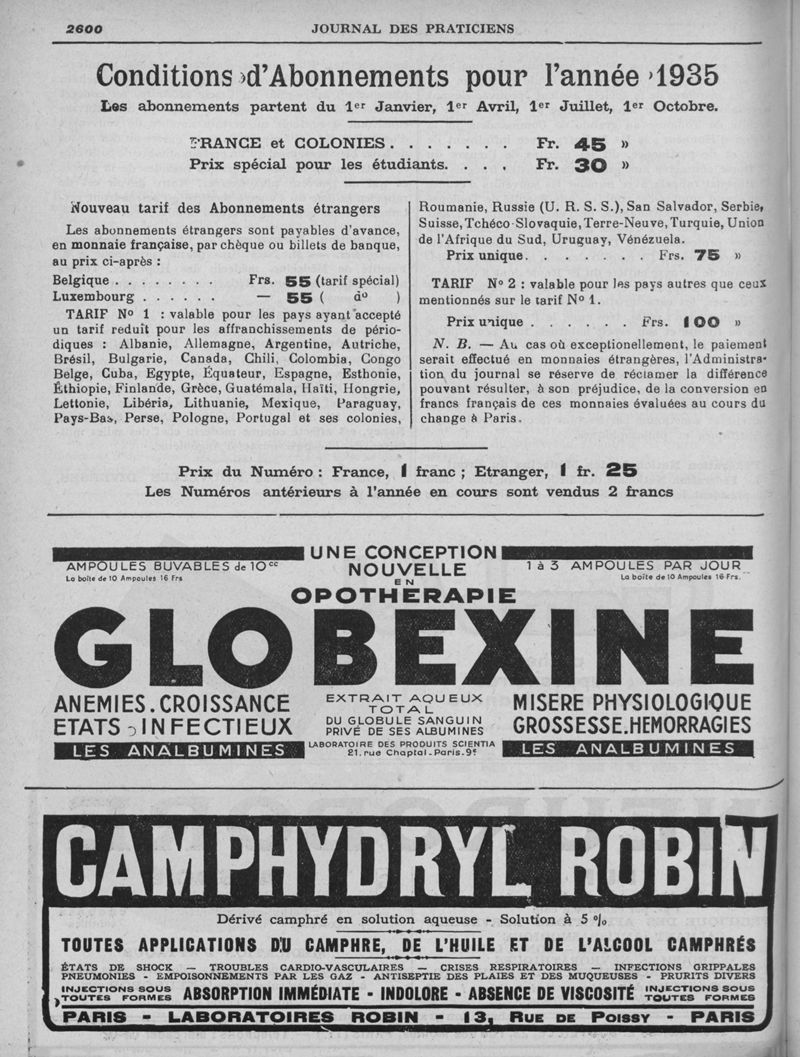 2600
JOURNAL DES PRATICIENS
Conditions d'Abonnements pour l'année 1935
Les abonnements partent du 1er Janvier, 1er Avril, 1er Juillet, 1er Octobre.
FRANCE et COLONIES . . . . . . . Fr. 45 »
Prix spécial pour les étudiants. . . . Fr. 30 »
Nouveau tarif des Abonnements étrangers
Les abonnements étrangers sont payables d'avance,
en monnaie française, par chèque ou billets de banque,
au prix ci-après :
Belgique . . . . . . . . Frs. 55 (tarif spécial)
Luxembourg . . . . . . — 55 ( do )
TARIF No 1 : valable pour les pays ayant accepté
un tarif reduit pour les affranchissements de pério-
diques : Albanie, Allemagne, Argentine, Autriche,
Brésil, Bulgarie, Canada, Chili, Colombia, Congo
Belge, Cuba, Egypte, Équateur, Espagne, Esthonie,
Éthiopie, Finlande, Grèce, Guatémala, Haïti, Hongrie,
Lettonie, Libéria, Lithuanie, Mexique, Paraguay,
Pays-Bas, Perse, Pologne, Portugal et ses colonies,
Roumanie, Russie (U. R. S. S.), San Salvador, Serbie,
Suisse, Tchéco-Slovaquie, Terre-Neuve, Turquie, Union
de l'Afrique du Sud, Uruguay, Vénézuela.
Prix unique. . . . . . . Frs. 75 »
TARIF No 2 : valable pour les pays autres que ceux
mentionnés sur le tarif No 1.
Prix unique . . . . . . Frs. 100 »
N. B. — Au cas où exceptionellement, le paiement
serait effectué en monnaies étrangères, l'Administra-
tion du journal se réserve de réclamer la différence
pouvant résulter, à son préjudice, de la conversion en
francs français de ces monnaies évaluées au cours du
change à Paris.
Prix du Numéro : France, 1 franc ; Etranger, 1 fr. 25
Les Numéros antérieurs à l'année en cours sont vendus 2 francs
AMPOULES BUVABLES de 10cc
La boîte de 10 Ampoules 16 Frs
UNE CONCEPTION
NOUVELLE
EN
OPOTHERAPIE
1 à 3 AMPOULES PAR JOUR
La boîte de 10 Ampoules 16 Frs.
GLOBEXINE
ANEMIES. CROISSANCE
ETATS INFECTIEUX
LES ANALBUMINES
EXTRAIT AQUEUX
TOTAL
DU GLOBULE SANGUIN
PRIVÉ DE SES ALBUMINES
LABORATOIRE DES PRODUITS SCIENTIA
21. rue Chaptal. Paris. 9e
MISERE PHYSIOLOGIQUE
GROSSESSE. HEMORRAGIES
LES ANALBUMINES
CAMPHYDRYL ROBIN
Dérivé camphré en solution aqueuse - Solution à 5 %
TOUTES APPLICATIONS DU CAMPHRE, DE L'HUILE ET DE L'ALCOOL CAMPHRÉS
ÉTATS DE SHOCK — TROUBLES CARDIO-VASCULAIRES — CRISES RESPIRATOIRES — INFECTIONS GRIPPALES
PNEUMONIES - EMPOISONNEMENTS PAR LES GAZ - ANTISEPTIE DES PLAIES ET DES MUQUEUSES - PRURITS DIVERS
INJECTIONS SOUS
TOUTES FORMES
ABSORPTION IMMÉDIATE - INDOLORE - ABSENCE DE VISCOSITÉ
INJECTIONS SOUS
TOUTES FORMES
PARIS - LABORATOIRES ROBIN - 13, RUE DE POISSY - PARIS